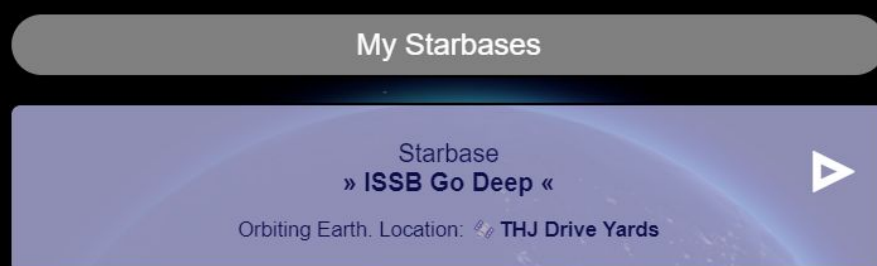 My Starbases
Starbase
» ISSB Go Deep «
Orbiting Earth. Location: THJ Drive Yards